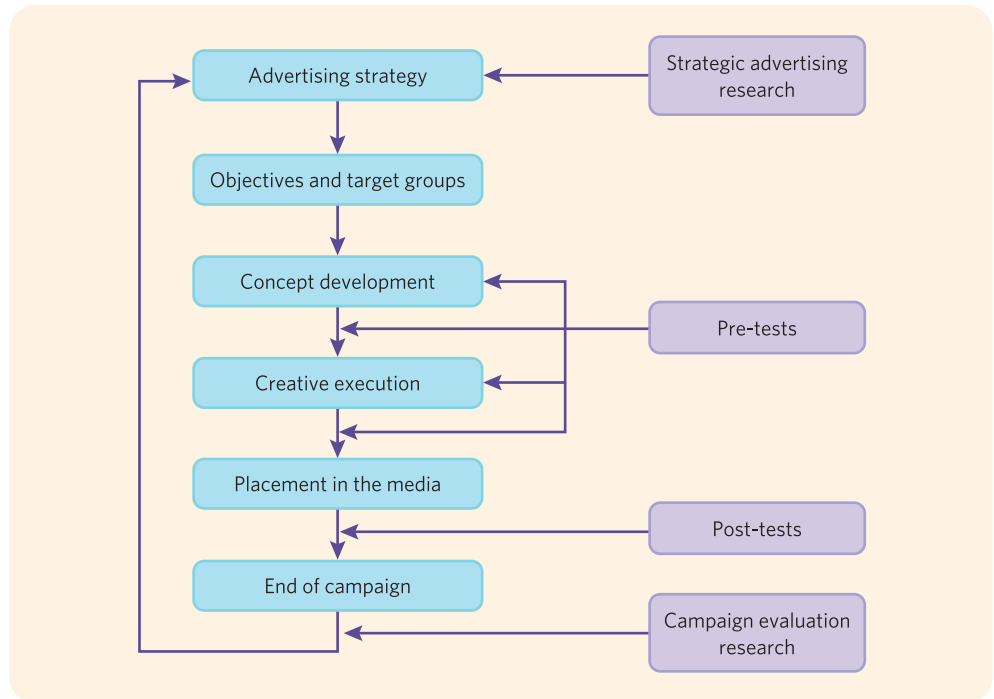 Advertising strategy
Strategic advertising
research
Objectives and target groups
Concept development
Pre-tests
Creative execution
Placement in the media
Post-tests
End of campaign
Campaign evaluation
research